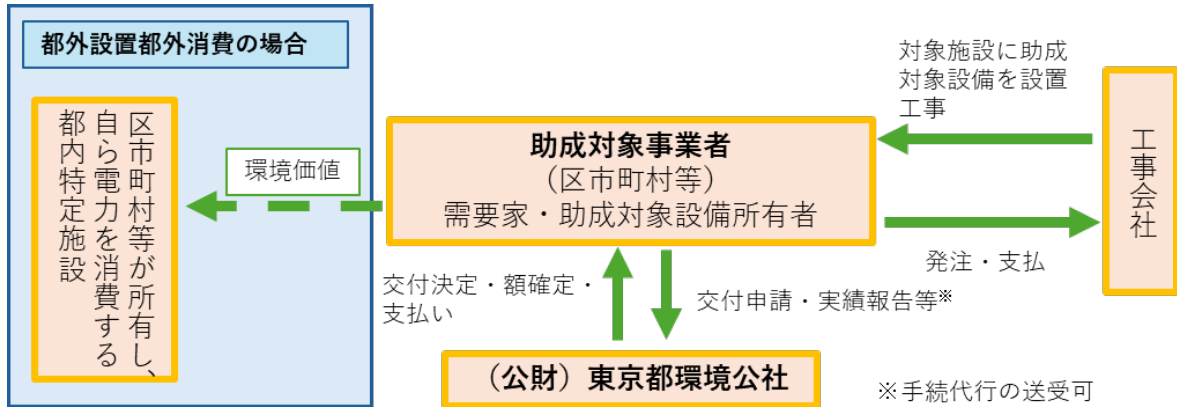 都外設置都外消費の場合
区市町村等が所有し、
自ら電力を消費する
都内特定施設
環境価値
助成対象事業者
（区市町村等）
需要家・助成対象設備所有者
対象施設に助成
対象設備を設置
工事
工事会社
発注・支払
交付決定・額確定・
支払い
交付申請・実績報告等※
（公財）東京都環境公社
※手続代行の送受可